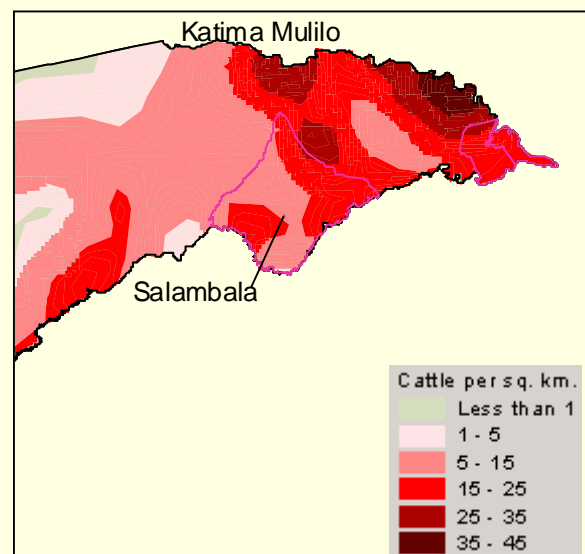 Katima Mulilo
Salambala
Cattle per sq. km.
Less than 1
1 - 5
5 - 15
15 - 25
25 - 35
35 - 45